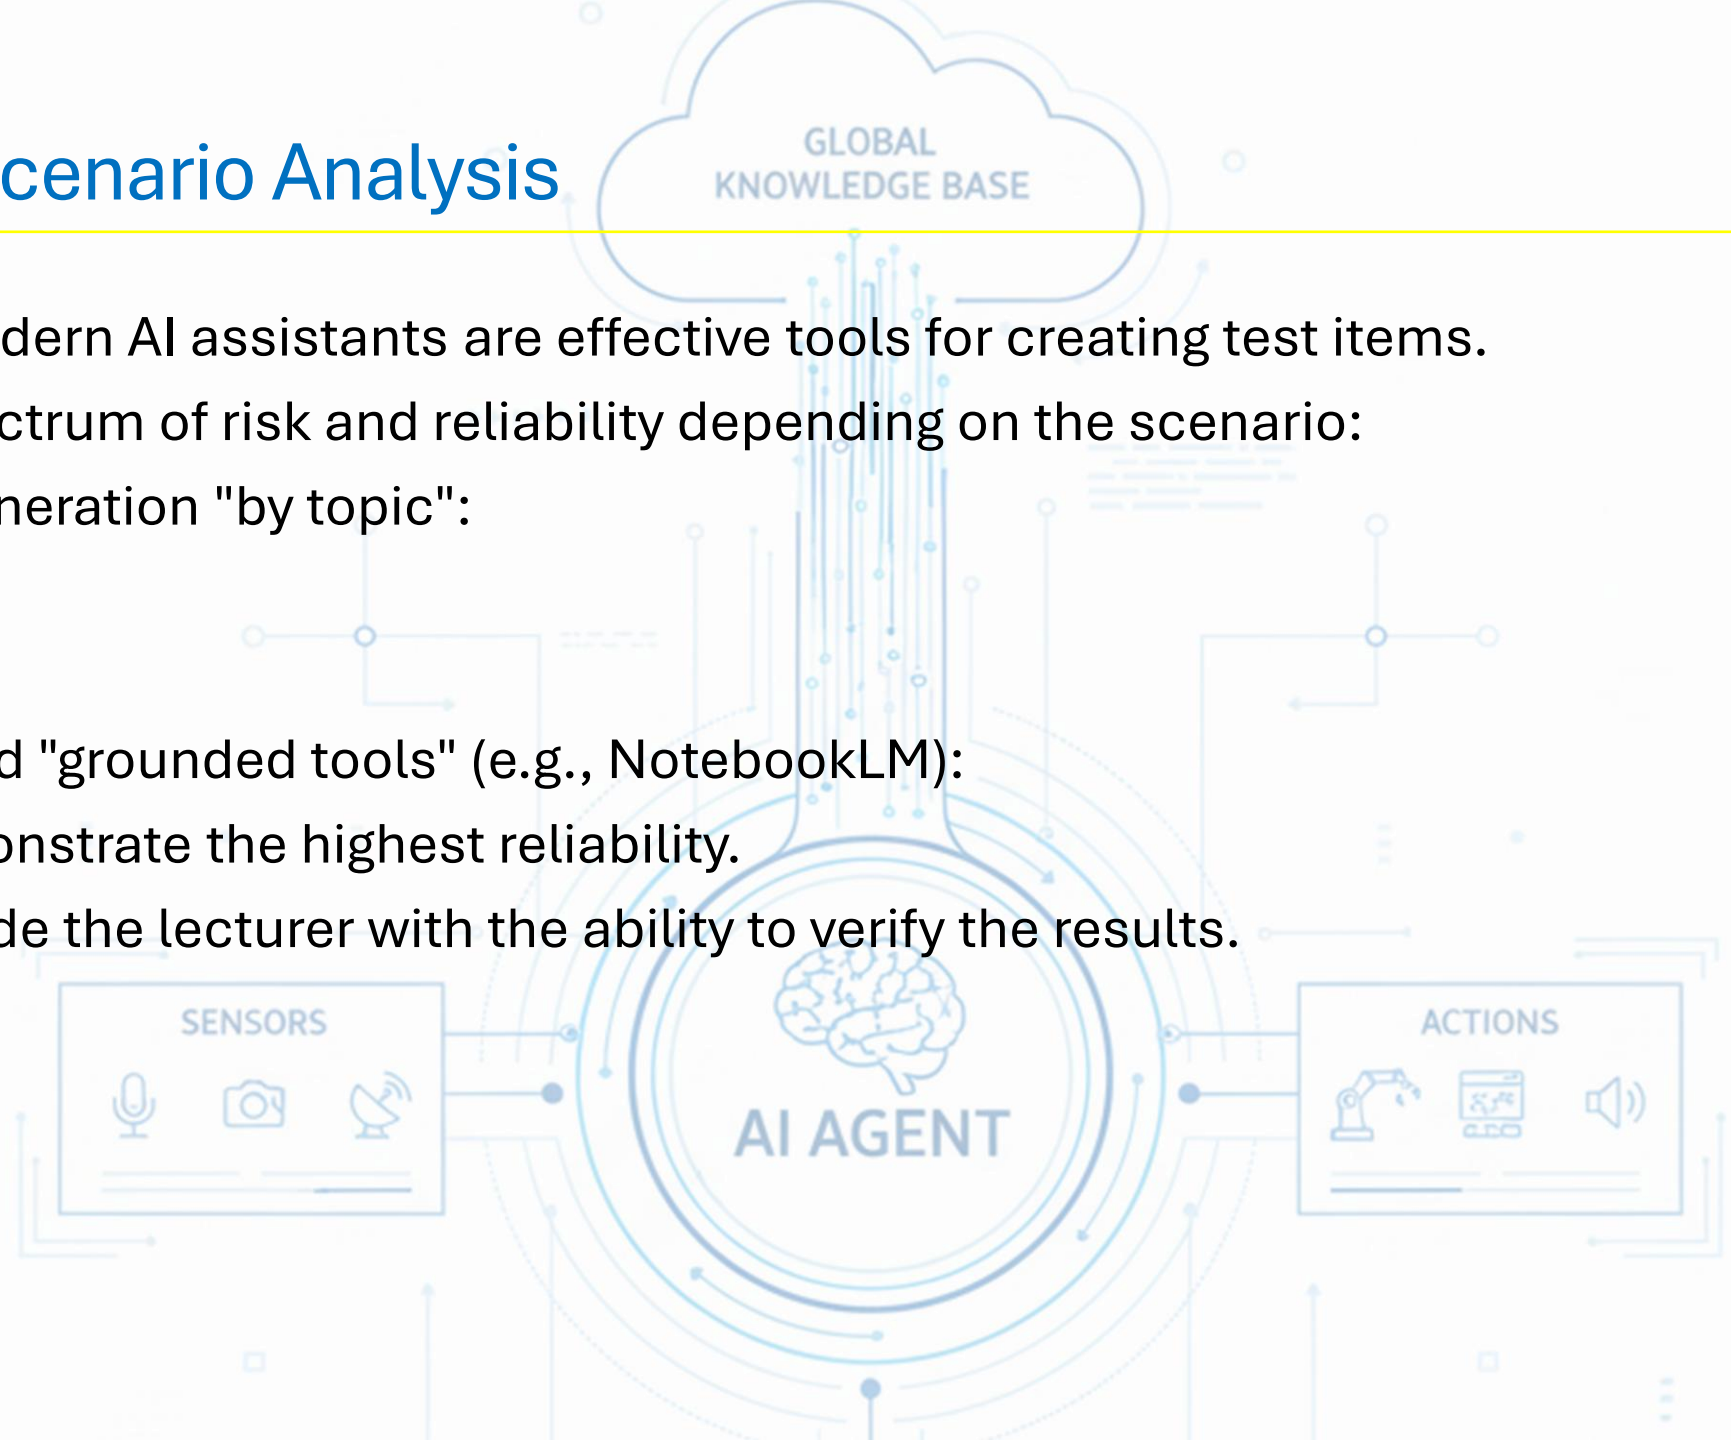 GLOBAL
KNOWLEDGE BASE
cenario Analysis
dern AI assistants are effective tools for creating test items.
ctrum of risk and reliability depending on the scenario:
neration "by topic":
d "grounded tools" (e.g., NotebookLM):
onstrate the highest reliability.
de the lecturer with the ability to verify the results.
SENSORS
ACTIONS
AI AGENT